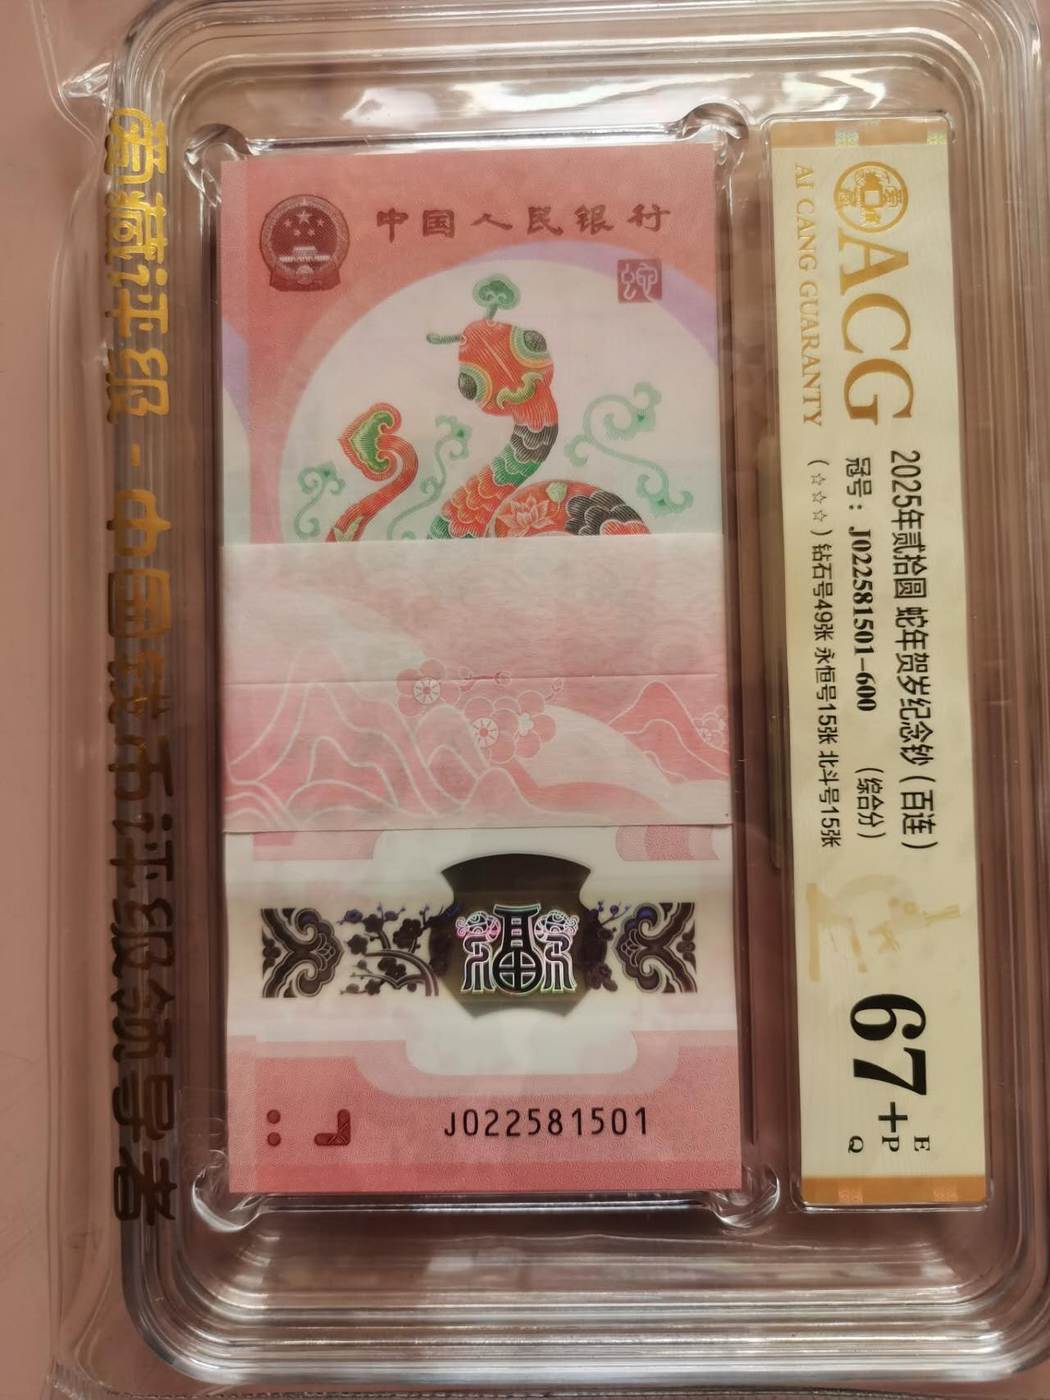 中国人民银行
J022581501
ACG
AI CANG GUARANTY
2025年贰拾圆 蛇年贺岁纪念钞（百连）
冠号：J022581501-600 （综合分）
（☆☆☆）钻石号49张 永恒号15张 北斗号15张
67+
E
P
Q
爱藏评级-中国钱币评级领导者